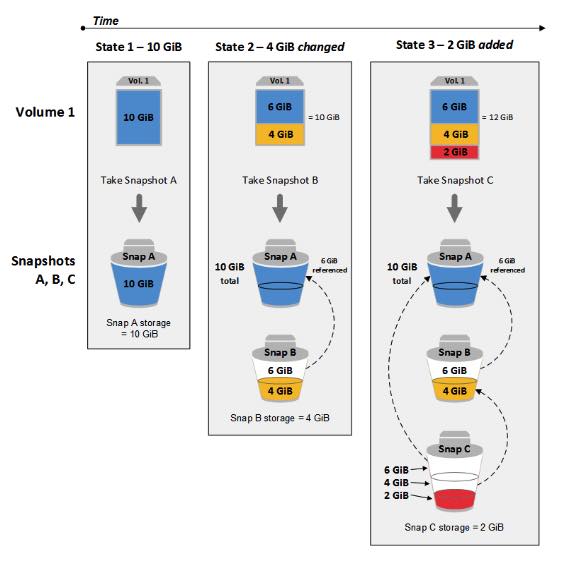 Time
State 1 – 10 GiB
State 2 – 4 GiB changed
State 3 – 2 GiB added
Volume 1
Vol. 1
10 GiB
Vol. 1
6 GiB
4 GiB
= 10 GiB
Vol. 1
6 GiB
4 GiB
2 GiB
= 12 GiB
Take Snapshot A
Take Snapshot B
Take Snapshot C
Snapshots
A, B, C
Snap A
10 GiB
Snap A storage
= 10 GiB
10 GiB
total
Snap A
6 GiB
referenced
Snap B
6 GiB
4 GiB
Snap B storage = 4 GiB
10 GiB
total
Snap A
6 GiB
referenced
Snap B
6 GiB
4 GiB
Snap C
6 GiB
4 GiB
2 GiB
Snap C storage = 2 GiB